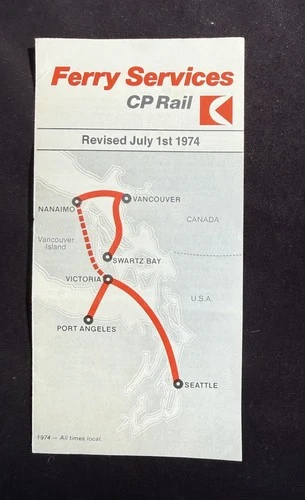 Ferry Services
CP Rail
Revised July 1st 1974
NANAIMO
VANCOUVER
CANADA
Vancouver
Island
SWARTZ BAY
VICTORIA
U.S.A.
PORT ANGELES
SEATTLE
1974 — All times local.